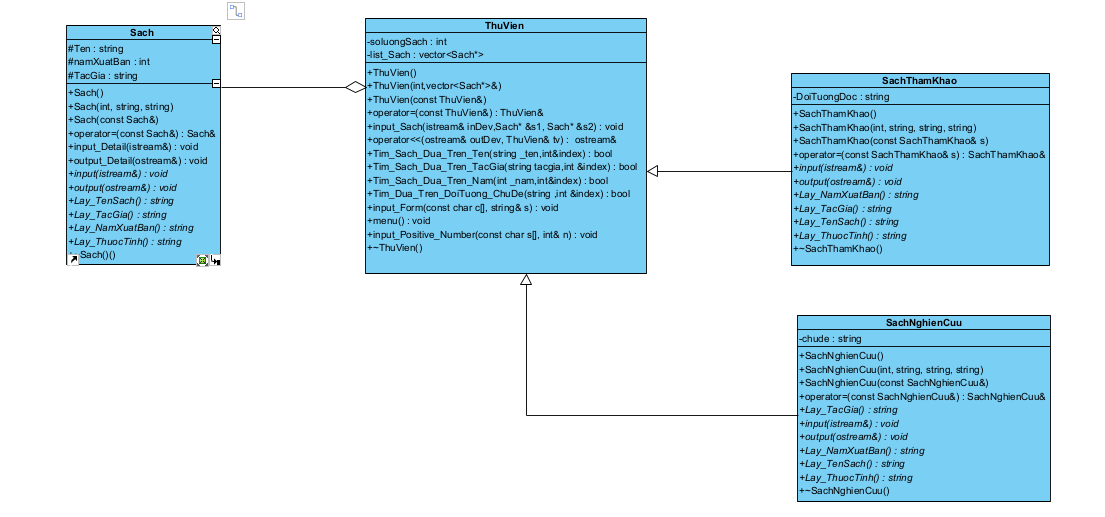 Sach
#Ten : string
#namXuatBan : int
#TacGia : string
+Sach()
+Sach(int, string, string)
+Sach(const Sach&)
+operator=(const Sach&) : Sach&
+input_Detail(istream&) : void
+output_Detail(ostream&) : void
+input(istream&) : void
+output(ostream&) : void
+Lay_TenSach() : string
+Lay_TacGia() : string
+Lay_NamXuatBan() : string
+Lay_ThuocTinh() : string
Sach()()
ThuVien
-soluongSach : int
-list_Sach : vector<Sach*>
+ThuVien()
+ThuVien(int,vector<Sach*>&)
+ThuVien(const ThuVien&)
+operator=(const ThuVien&) : ThuVien&
+input_Sach(istream& inDev,Sach* &s1, Sach* &s2) : void
+operator<<(ostream& outDev, ThuVien& tv) : ostream&
+Tim_Sach_Dua_Tren_Ten(string _ten,int&index) : bool
+Tim_Sach_Dua_Tren_TacGia(string tacgia,int &index) : bool
+Tim_Sach_Dua_Tren_Nam(int _nam,int&index) : bool
+Tim_Dua_Tren_DoiTuong_ChuDe(string ,int &index) : bool
+input_Form(const char c[], string& s) : void
+menu() : void
+input_Positive_Number(const char s[], int& n) : void
+~ThuVien()
SachThamKhao
-DoiTuongDoc : string
+SachThamKhao()
+SachThamKhao(int, string, string, string)
+SachThamKhao(const SachThamKhao& s)
+operator=(const SachThamKhao& s) : SachThamKhao&
+input(istream&) : void
+output(ostream&) : void
+Lay_NamXuatBan() : string
+Lay_TacGia() : string
+Lay_TenSach() : string
+Lay_ThuocTinh() : string
+~SachThamKhao()
SachNghienCuu
-chude : string
+SachNghienCuu()
+SachNghienCuu(int, string, string, string)
+SachNghienCuu(const SachNghienCuu&)
+operator=(const SachNghienCuu&) : SachNghienCuu&
+Lay_TacGia() : string
+input(istream&) : void
+output(ostream&) : void
+Lay_NamXuatBan() : string
+Lay_TenSach() : string
+Lay_ThuocTinh() : string
+~SachNghienCuu()